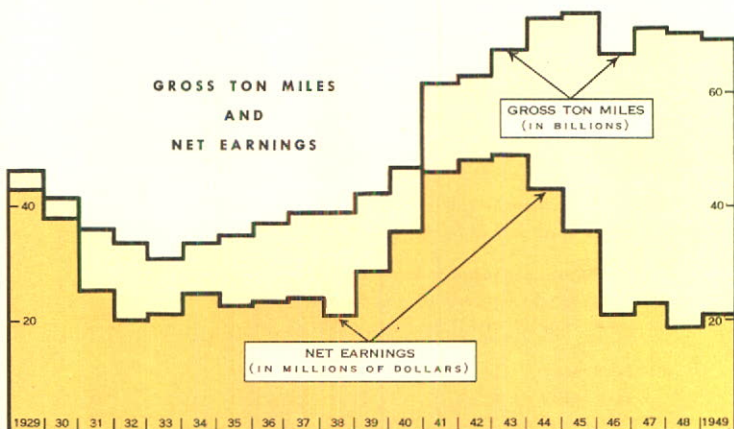 GROSS TON MILES
AND
NET EARNINGS
GROSS TON MILES
(IN BILLIONS)
60
40
40
20
20
NET EARNINGS
(IN MILLIONS OF DOLLARS)
1929 30 31 32 33 34 35 36 37 38 39 40 41 42 43 44 45 46 47 48 1949